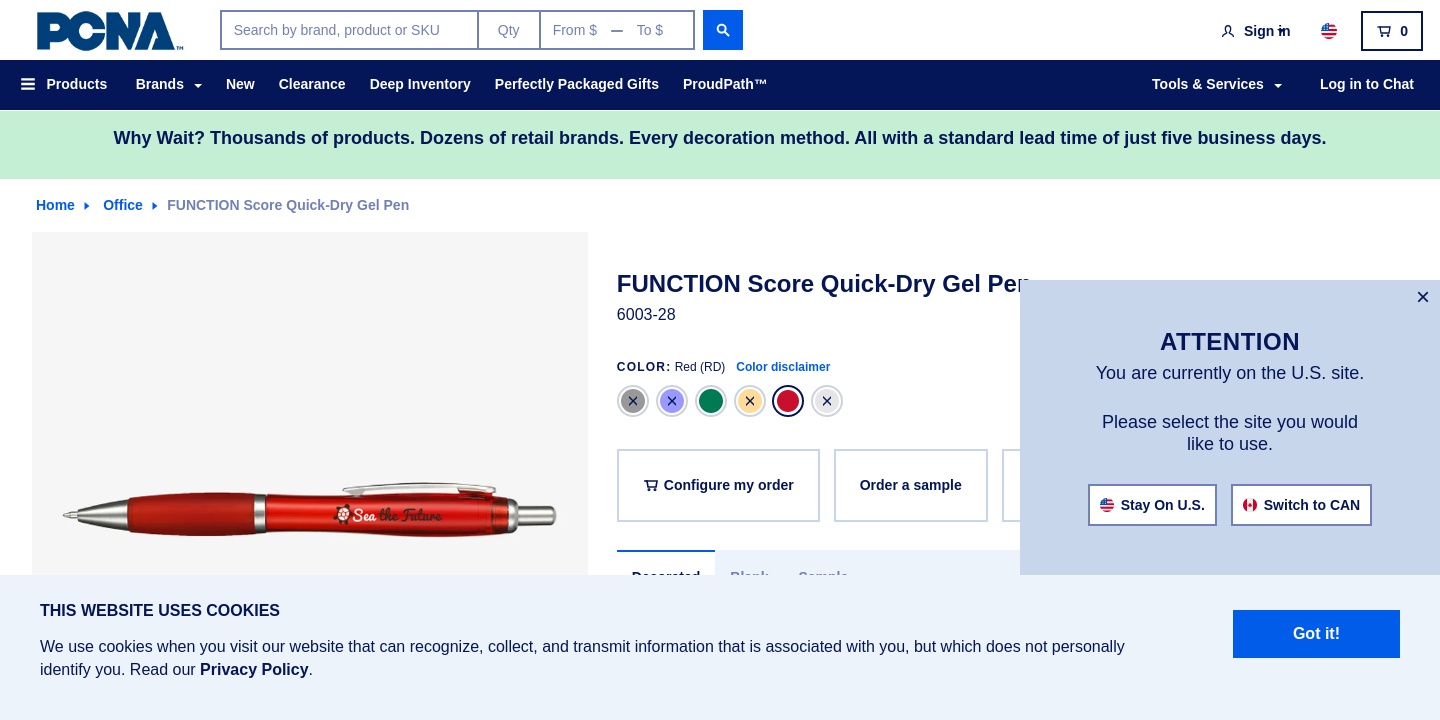 PCNA™
Search by brand, product or SKU
Qty
From $ — To $
Sign in
0
Products
Brands
New
Clearance
Deep Inventory
Perfectly Packaged Gifts
ProudPath™
Tools & Services
Log in to Chat
Why Wait? Thousands of products. Dozens of retail brands. Every decoration method. All with a standard lead time of just five business days.
Home
Office
FUNCTION Score Quick-Dry Gel Pen
Sea the Future
FUNCTION Score Quick-Dry Gel Pen
6003-28
COLOR: Red (RD) Color disclaimer
Configure my order
Order a sample
Decorated
Blank
Sample
×
ATTENTION
You are currently on the U.S. site.
Please select the site you would
like to use.
Stay On U.S.
Switch to CAN
THIS WEBSITE USES COOKIES
We use cookies when you visit our website that can recognize, collect, and transmit information that is associated with you, but which does not personally
identify you. Read our Privacy Policy.
Got it!